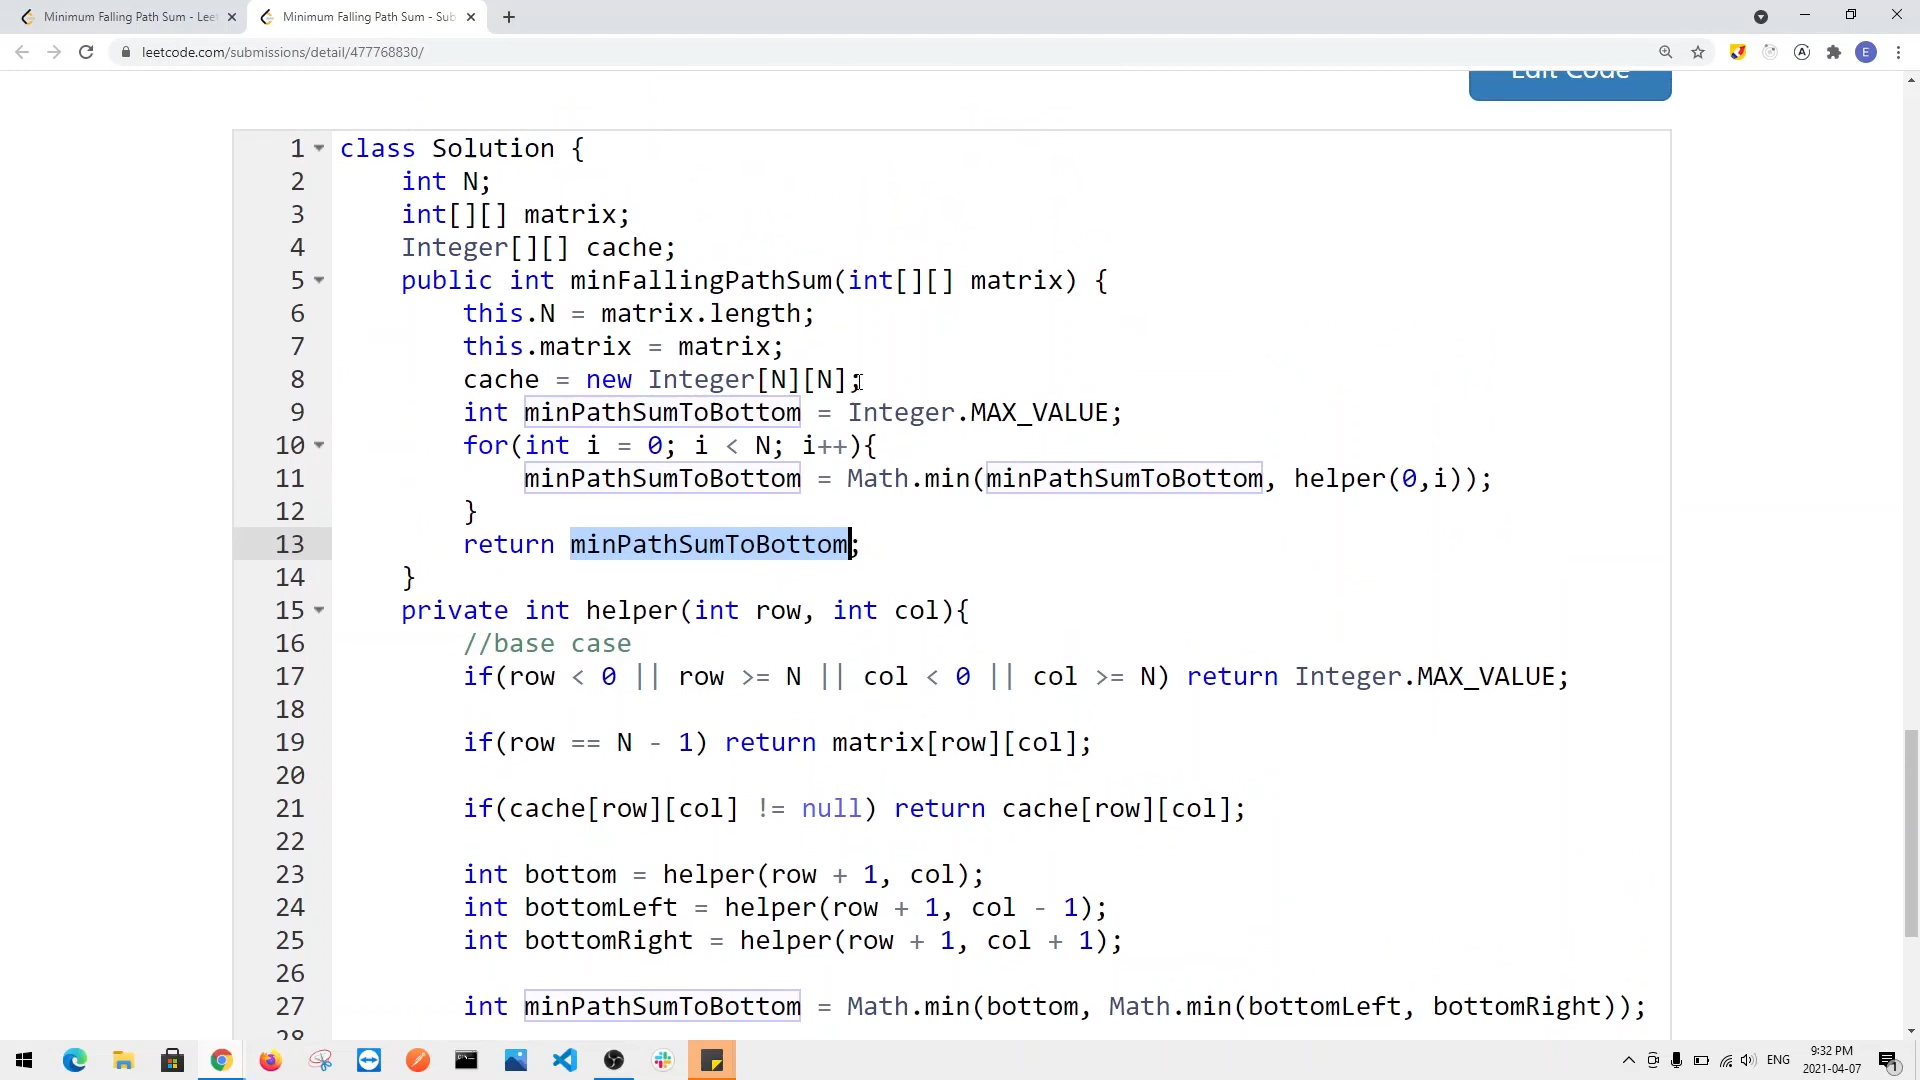 Minimum Falling Path Sum - Leet
Minimum Falling Path Sum - Sub
leetcode.com/submissions/detail/477768830/
E
Edit Code
1 class Solution {
2 int N;
3 int[][] matrix;
4 Integer[][] cache;
5 public int minFallingPathSum(int[][] matrix) {
6 this.N = matrix.length;
7 this.matrix = matrix;
8 cache = new Integer[N][N];
9 int minPathSumToBottom = Integer.MAX_VALUE;
10 for(int i = 0; i < N; i++){
11 minPathSumToBottom = Math.min(minPathSumToBottom, helper(0,i));
12 }
13 return minPathSumToBottom;
14 }
15 private int helper(int row, int col){
16 //base case
17 if(row < 0 || row >= N || col < 0 || col >= N) return Integer.MAX_VALUE;
18
19 if(row == N - 1) return matrix[row][col];
20
21 if(cache[row][col] != null) return cache[row][col];
22
23 int bottom = helper(row + 1, col);
24 int bottomLeft = helper(row + 1, col - 1);
25 int bottomRight = helper(row + 1, col + 1);
26
27 int minPathSumToBottom = Math.min(bottom, Math.min(bottomLeft, bottomRight));
28
ENG
9:32 PM
2021-04-07
1